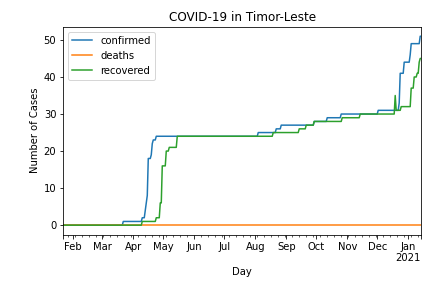 COVID-19 in Timor-Leste
confirmed
deaths
recovered
Number of Cases
50
40
30
20
10
0
Feb Mar Apr May Jun Jul Aug Sep Oct Nov Dec Jan
2021
Day